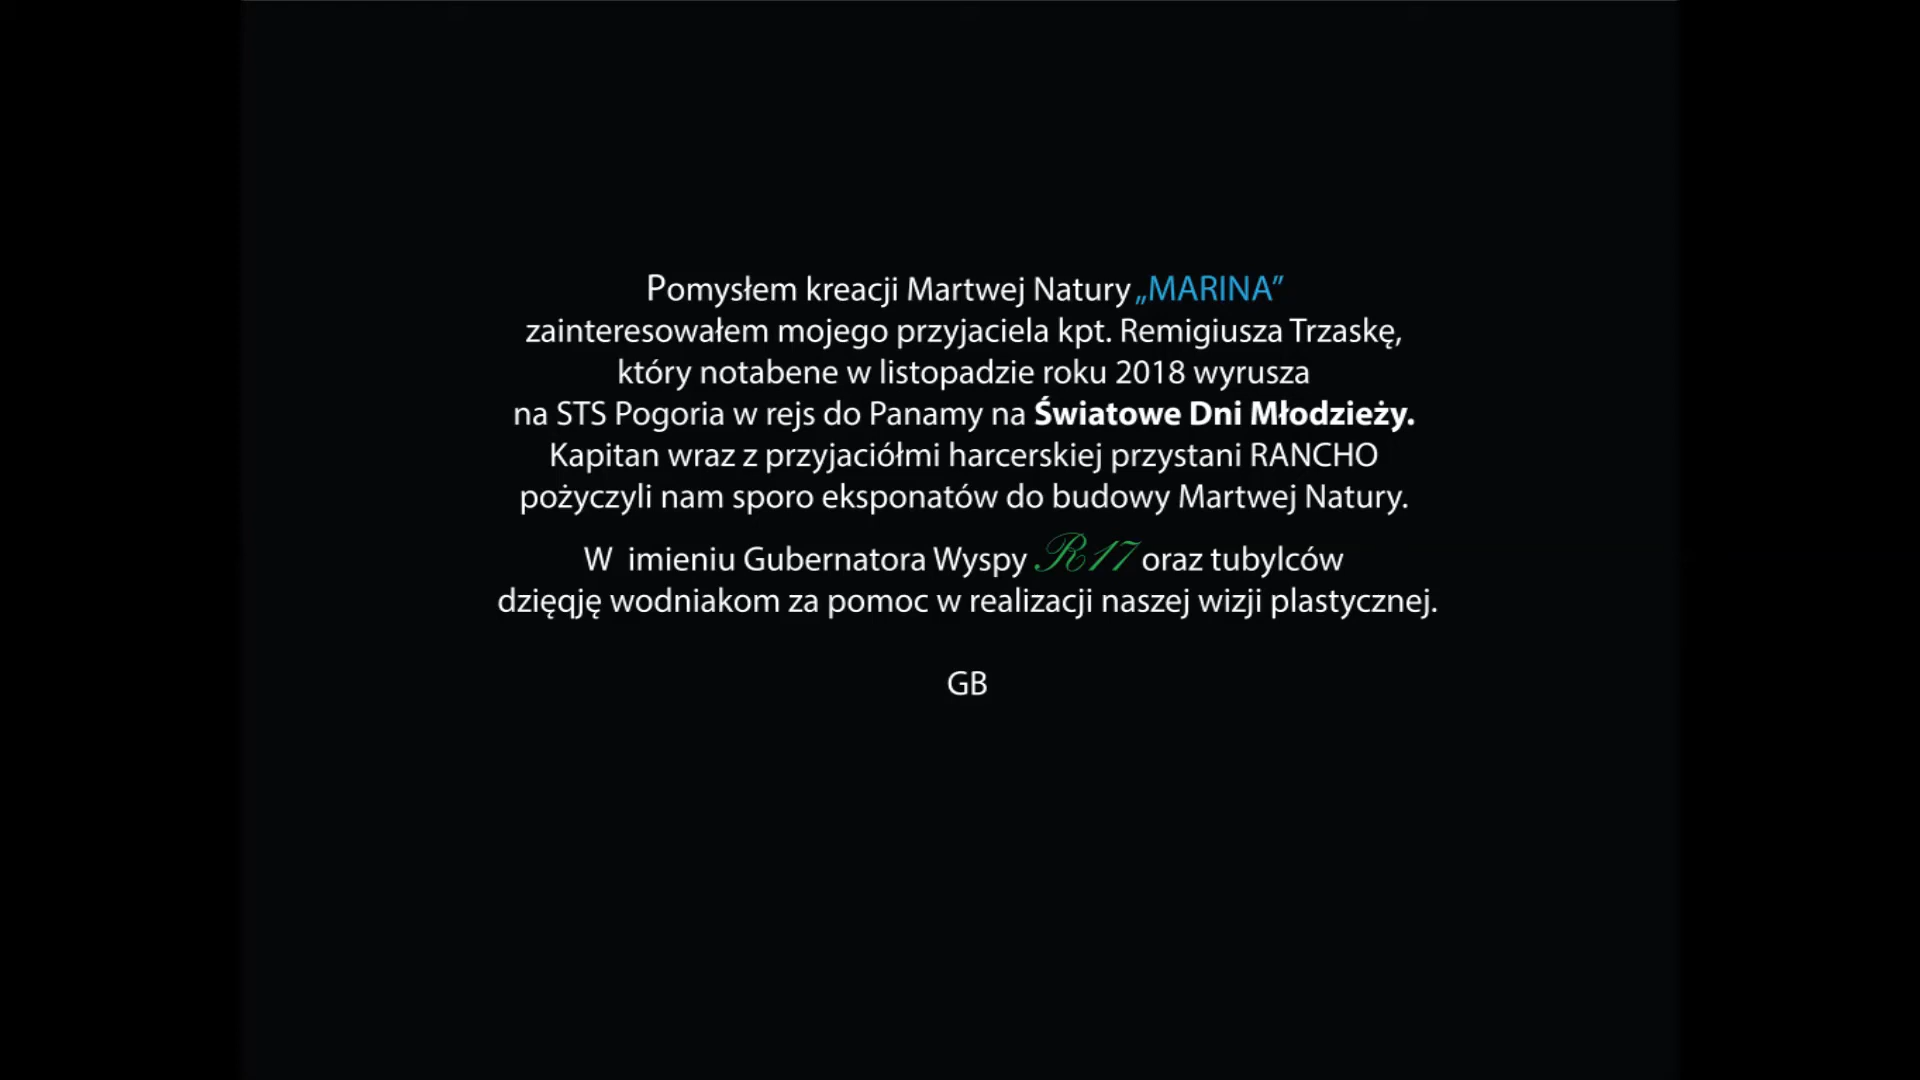 Pomysłem kreacji Martwej Natury „MARINA”
zainteresowałem mojego przyjaciela kpt. Remigiusza Trzaskę,
który notabene w listopadzie roku 2018 wyrusza
na STS Pogoria w rejs do Panamy na Światowe Dni Młodzieży.
Kapitan wraz z przyjaciółmi harcerskiej przystani RANCHO
pożyczyli nam sporo eksponatów do budowy Martwej Natury.
W  imieniu Gubernatora Wyspy R17 oraz tubylców
dzięqję wodniakom za pomoc w realizacji naszej wizji plastycznej.
GB